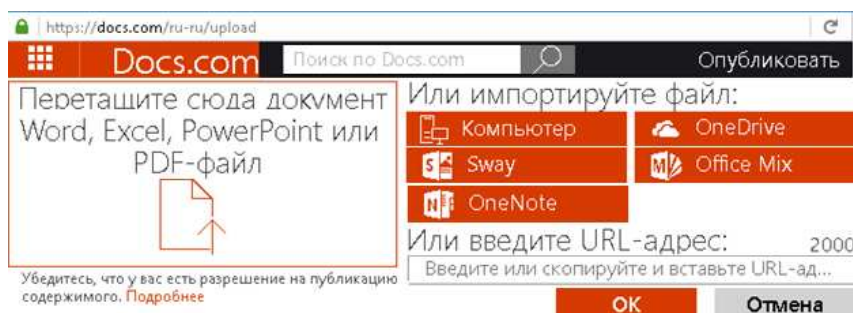 https://docs.com/ru-ru/upload
Docs.com
Поиск по Docs.com
Опубликовать
Перетащите сюда документ
Word, Excel, PowerPoint или
PDF-файл
Убедитесь, что у вас есть разрешение на публикацию
содержимого. Подробнее
Или импортируйте файл:
Компьютер
OneDrive
Sway
Office Mix
OneNote
Или введите URL-адрес:
2000
Введите или скопируйте и вставьте URL-ад...
ОК
Отмена